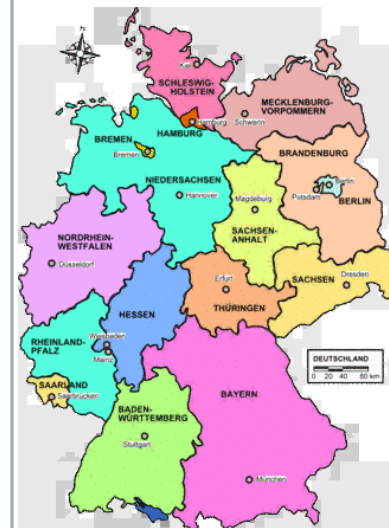 N
Kiel
SCHLESWIG-
HOLSTEIN
MECKLENBURG-
VORPOMMERN
HAMBURG
Hamburg
Schwerin
BREMEN
Bremen
BRANDENBURG
NIEDERSACHSEN
Hannover
Magdeburg
Berlin
Potsdam
BERLIN
SACHSEN-
ANHALT
NORDRHEIN-
WESTFALEN
Düsseldorf
Erfurt
SACHSEN
Dresden
HESSEN
THÜRINGEN
RHEINLAND-
PFALZ
Wiesbaden
Mainz
DEUTSCHLAND
0 20 40 60 80 km
SAARLAND
Saarbrücken
BADEN-
WÜRTTEMBERG
BAYERN
Stuttgart
München